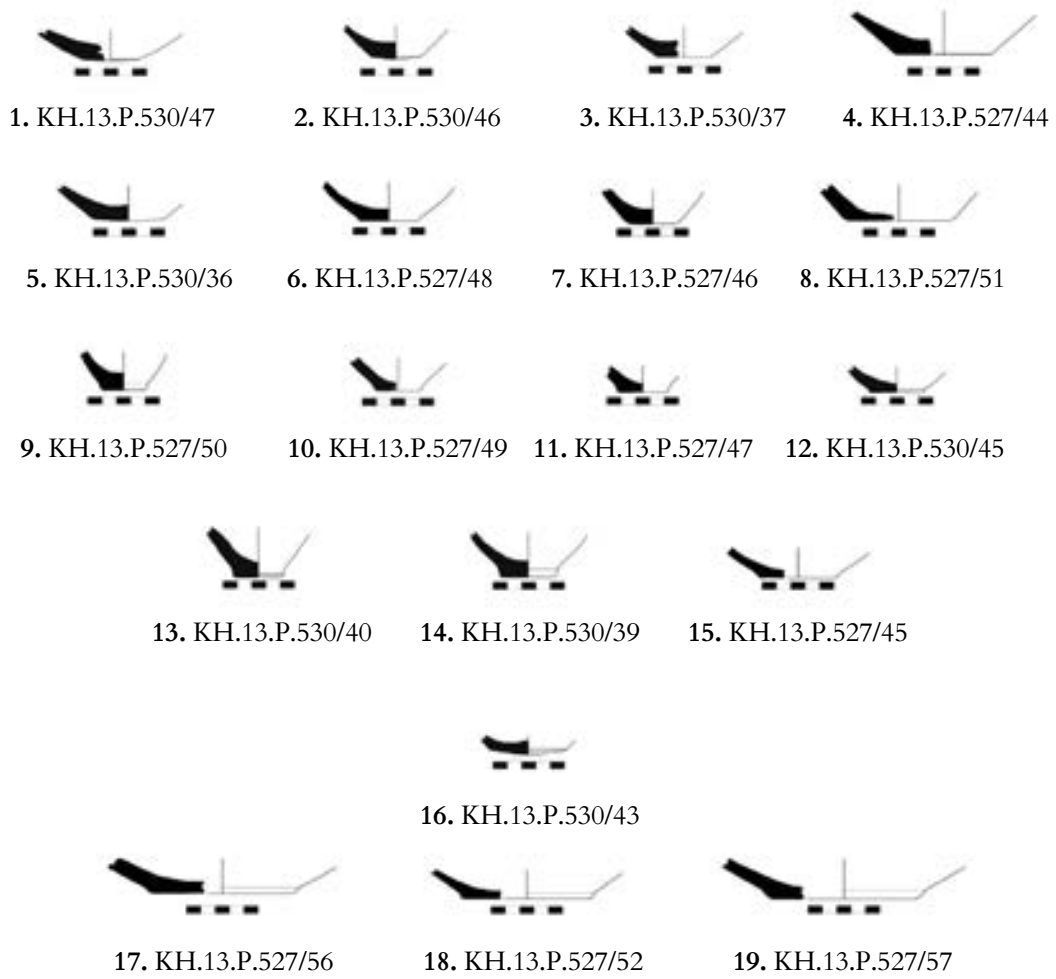 1. KH.13.P.530/47 2. KH.13.P.530/46 3. KH.13.P.530/37 4. KH.13.P.527/44
5. KH.13.P.530/36 6. KH.13.P.527/48 7. KH.13.P.527/46 8. KH.13.P.527/51
9. KH.13.P.527/50 10. KH.13.P.527/49 11. KH.13.P.527/47 12. KH.13.P.530/45
13. KH.13.P.530/40 14. KH.13.P.530/39 15. KH.13.P.527/45
16. KH.13.P.530/43
17. KH.13.P.527/56 18. KH.13.P.527/52 19. KH.13.P.527/57